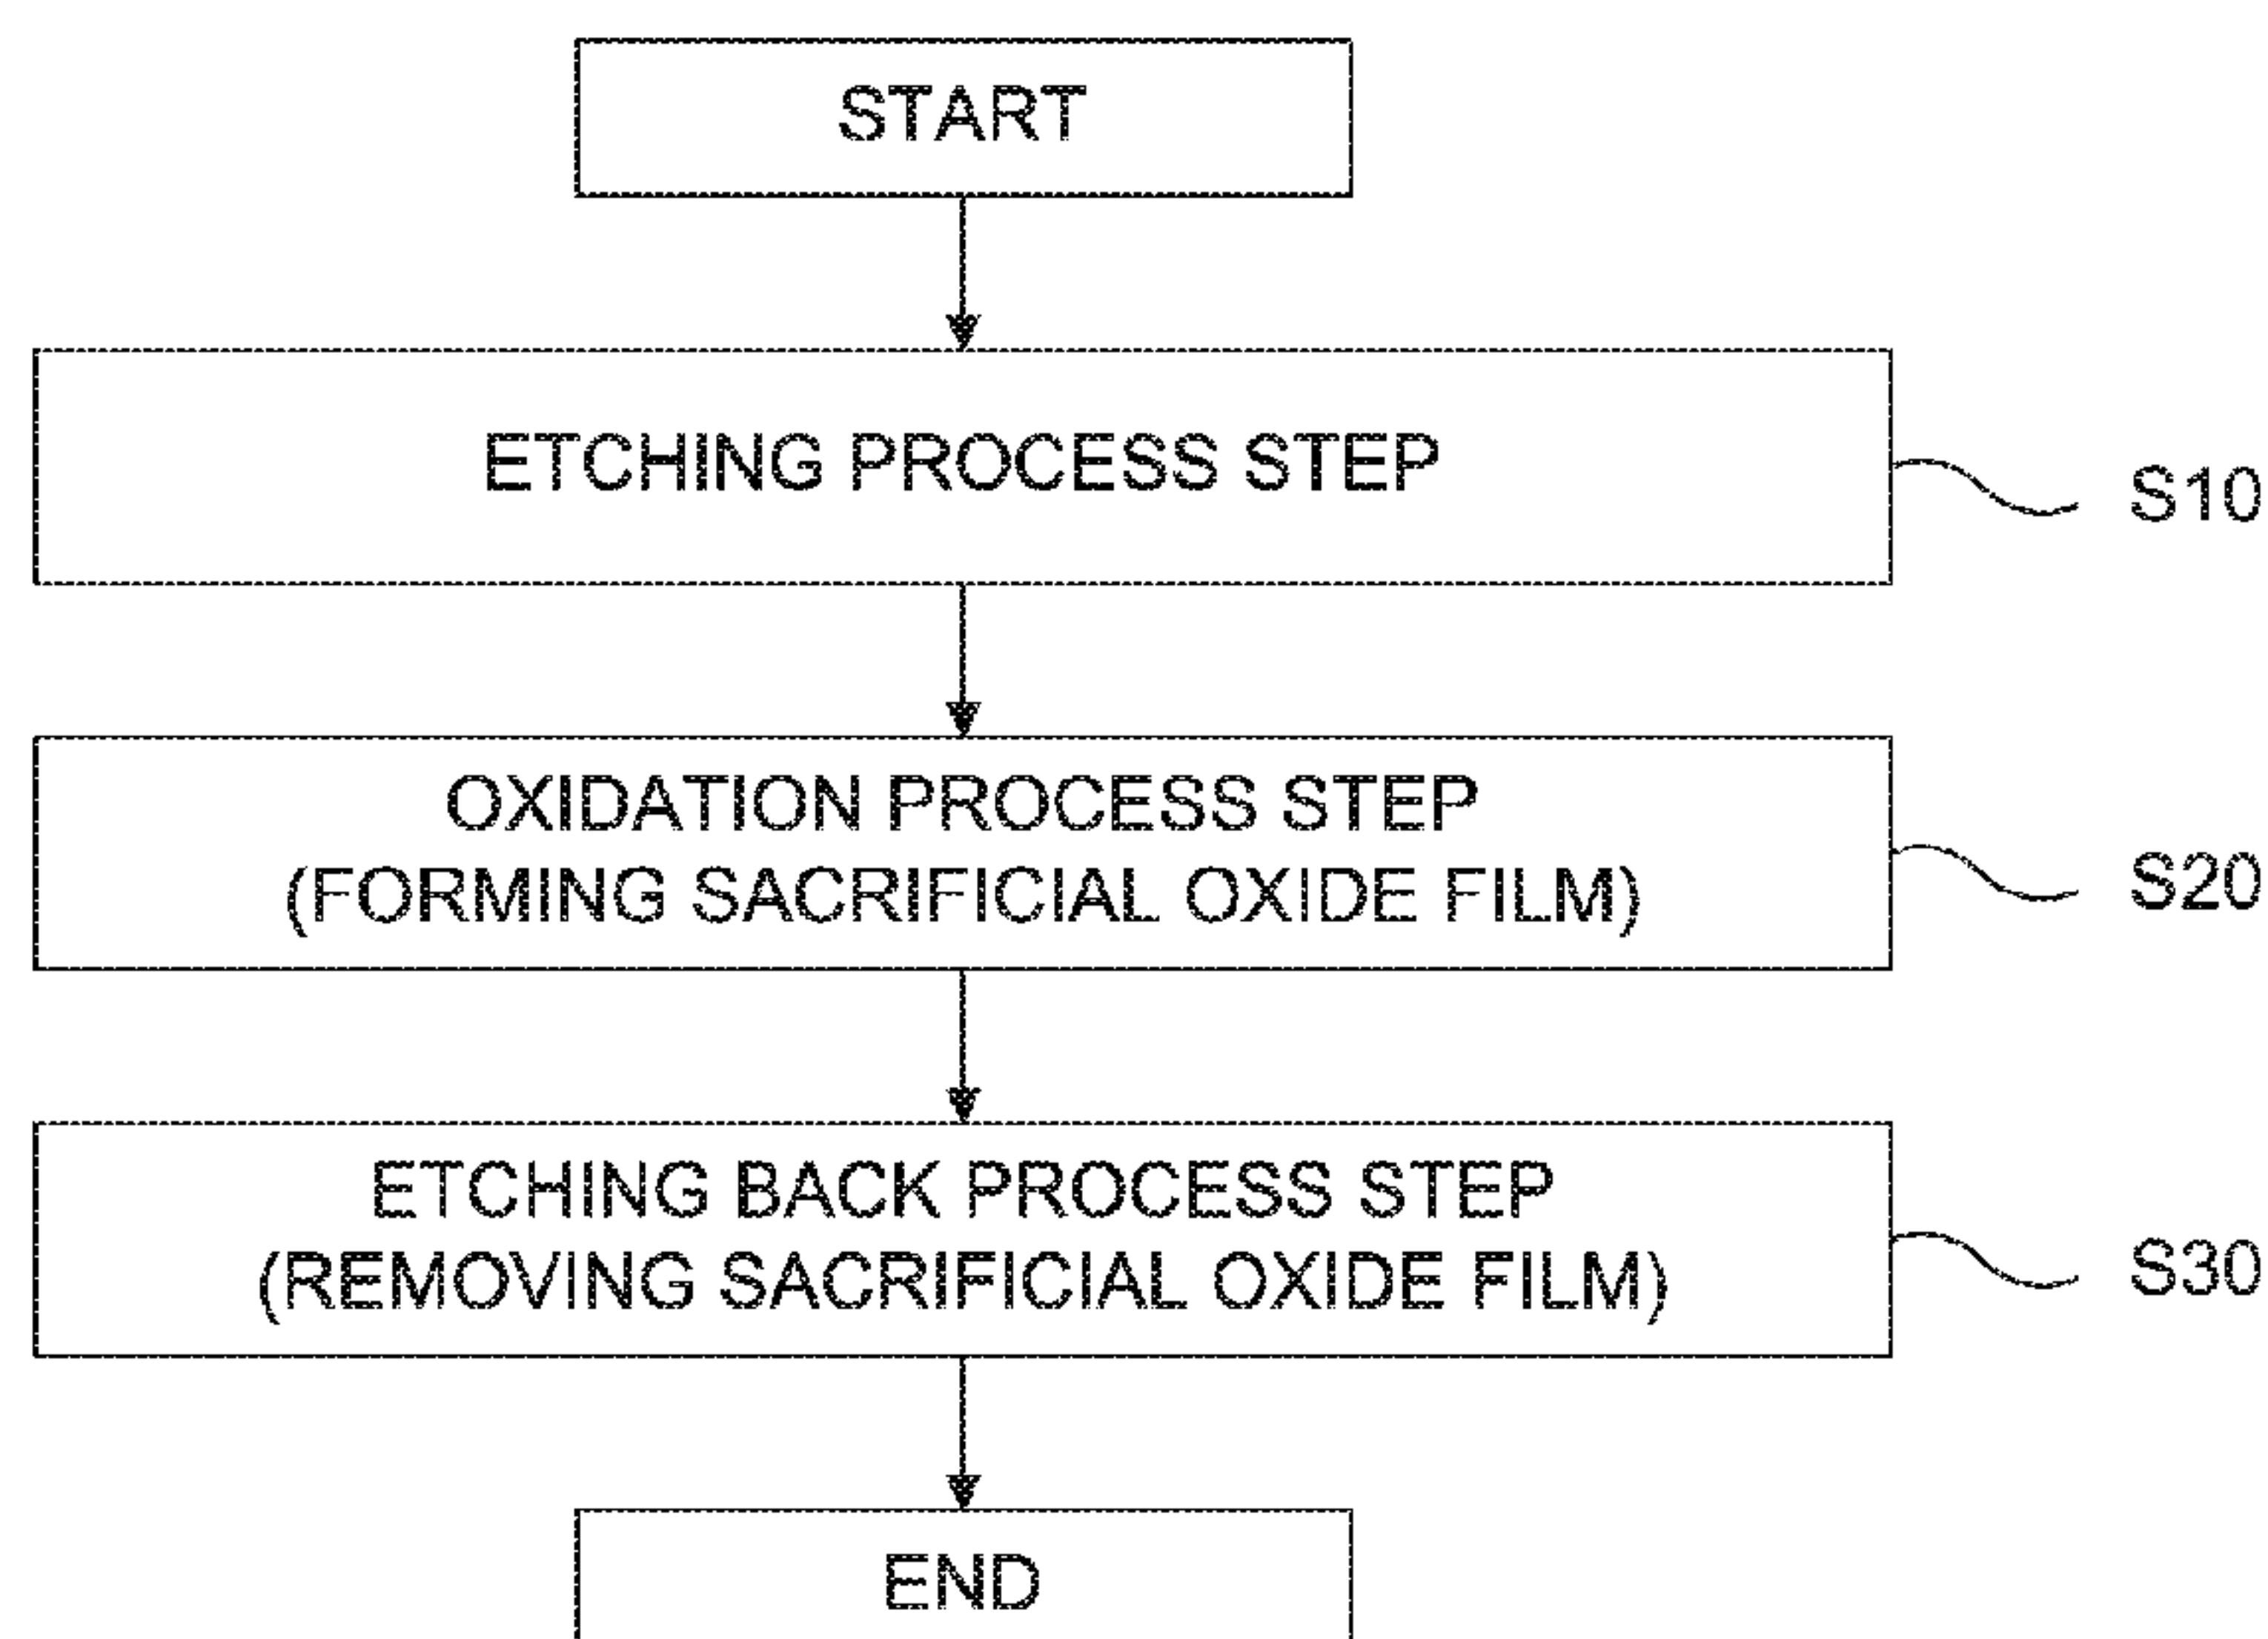 START
ETCHING PROCESS STEP
S10
OXIDATION PROCESS STEP
(FORMING SACRIFICIAL OXIDE FILM)
S20
ETCHING BACK PROCESS STEP
(REMOVING SACRIFICIAL OXIDE FILM)
S30
END